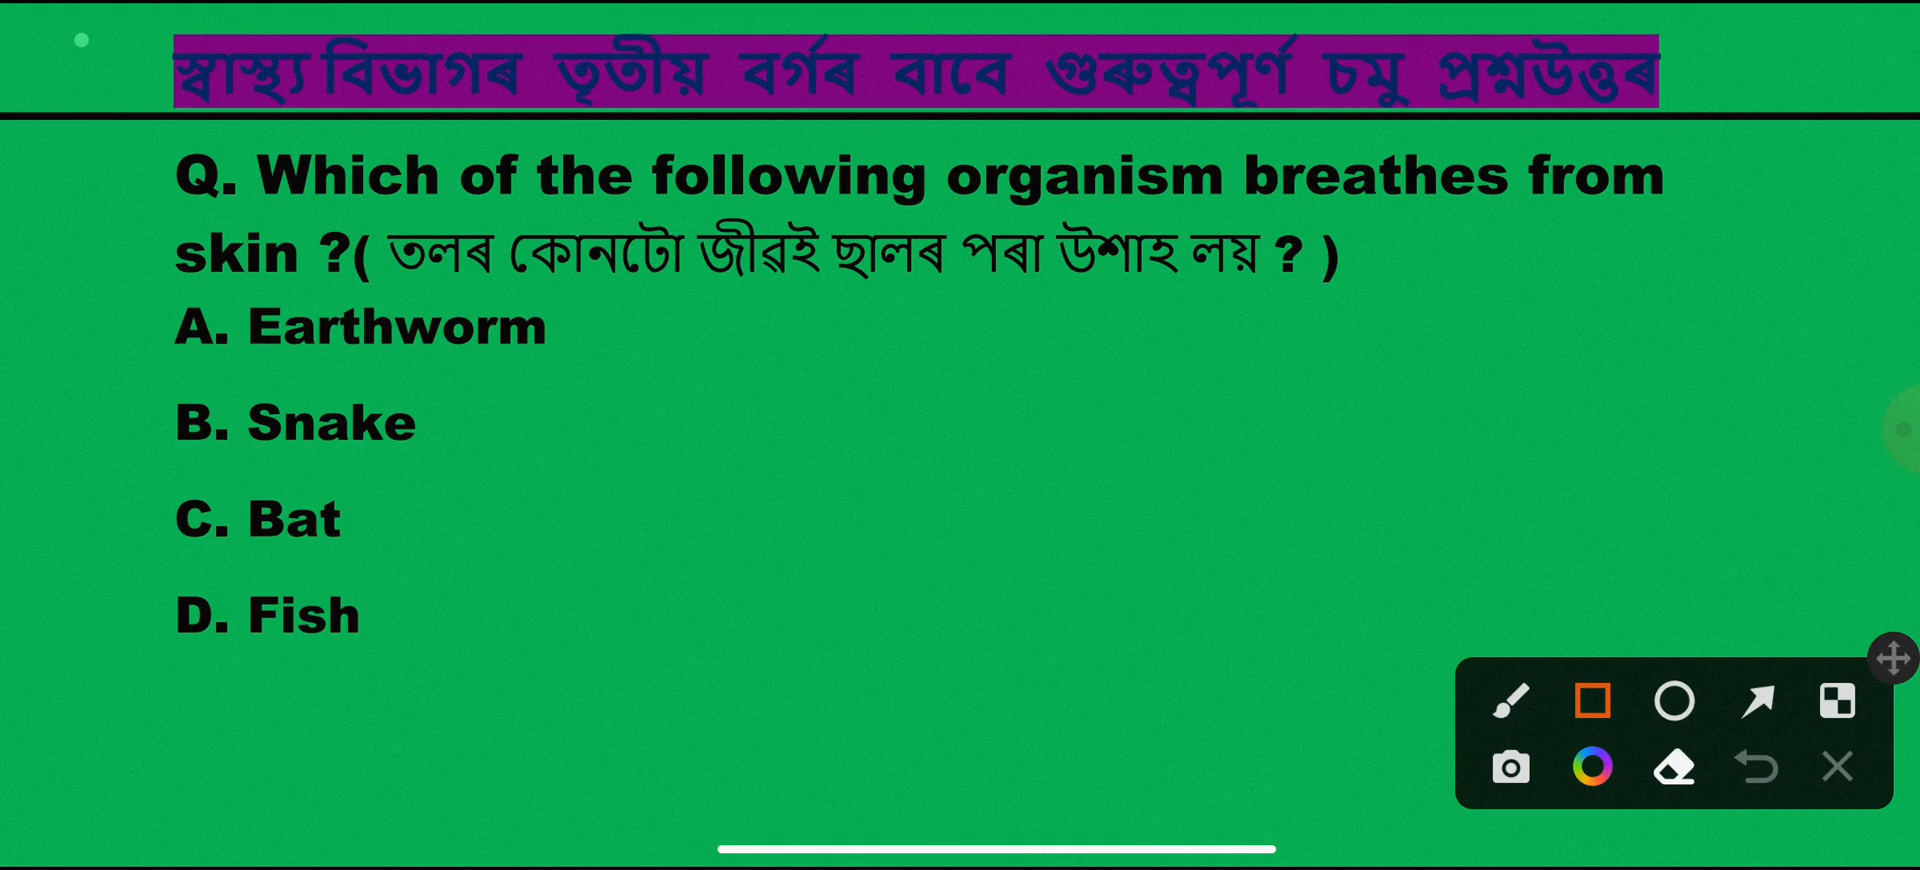 স্বাস্থ্য বিভাগৰ তৃতীয় বৰ্গৰ বাবে গুৰুত্বপূৰ্ণ চমু প্ৰশ্নউত্তৰ
Q. Which of the following organism breathes from
skin ?( তলৰ কোনটো জীৱই ছালৰ পৰা উশাহ লয় ? )
A. Earthworm
B. Snake
C. Bat
D. Fish